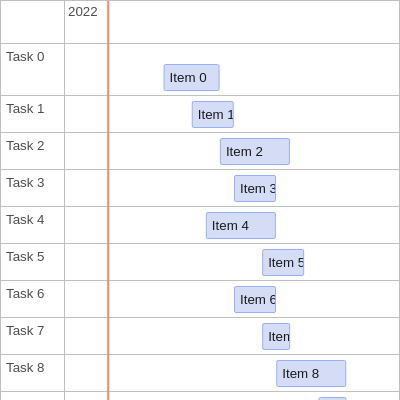 2022
Task 0
Item 0
Task 1
Item 1
Task 2
Item 2
Task 3
Item 3
Task 4
Item 4
Task 5
Item 5
Task 6
Item 6
Task 7
Iten
Task 8
Item 8